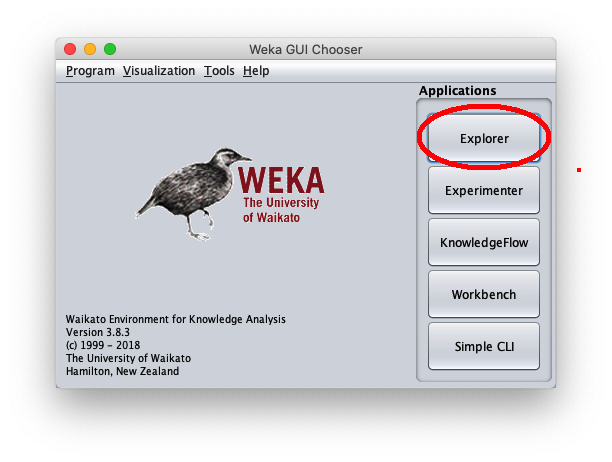 Weka GUI Chooser
Program Visualization Tools Help
Applications
Explorer
Experimenter
KnowledgeFlow
Workbench
Simple CLI
WEKA
The University
of Waikato
Waikato Environment for Knowledge Analysis
Version 3.8.3
(c) 1999 - 2018
The University of Waikato
Hamilton, New Zealand